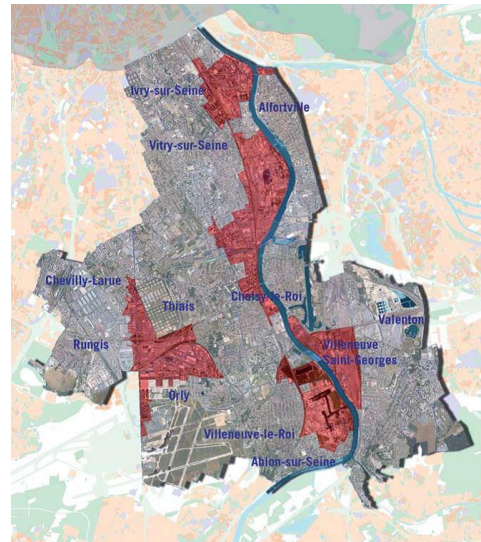 Ivry-sur-Seine
Alfortville
Vitry-sur-Seine
Chevilly-Larue
Thiais
Choisy-le-Roi
Valenton
Rungis
Villeneuve
Saint-Georges
Orly
Villeneuve-le-Roi
Ablon-sur-Seine